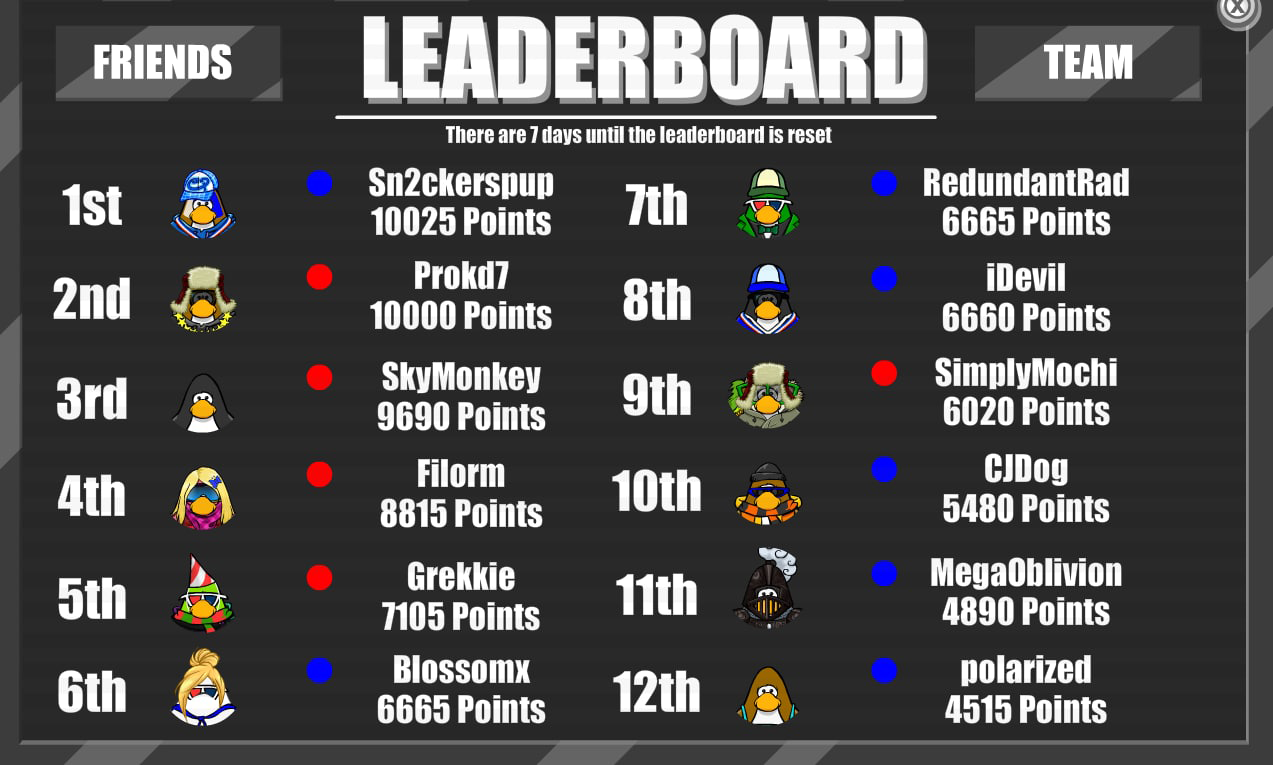 FRIENDS
LEADERBOARD
TEAM
There are 7 days until the leaderboard is reset
1st
Sn2ckerspup
10025 Points
2nd
Prokd7
10000 Points
3rd
SkyMonkey
9690 Points
4th
Filorm
8815 Points
5th
Grekkie
7105 Points
6th
Blossomx
6665 Points
7th
RedundantRad
6665 Points
8th
iDevil
6660 Points
9th
SimplyMochi
6020 Points
10th
CJDog
5480 Points
11th
MegaOblivion
4890 Points
12th
polarized
4515 Points